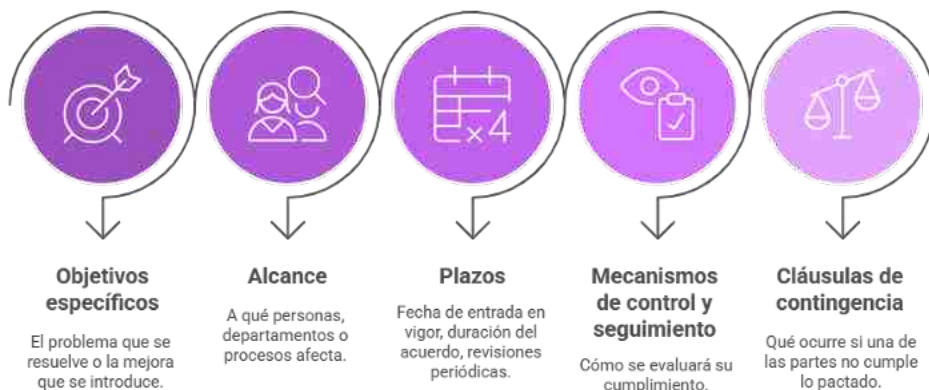 ×4
Objetivos
específicos
El problema que se
resuelve o la mejora
que se introduce.
Alcance
A qué personas,
departamentos o
procesos afecta.
Plazos
Fecha de entrada en
vigor, duración del
acuerdo, revisiones
periódicas.
Mecanismos
de control y
seguimiento
Cómo se evaluará su
cumplimiento.
Cláusulas de
contingencia
Qué ocurre si una de
las partes no cumple
lo pactado.